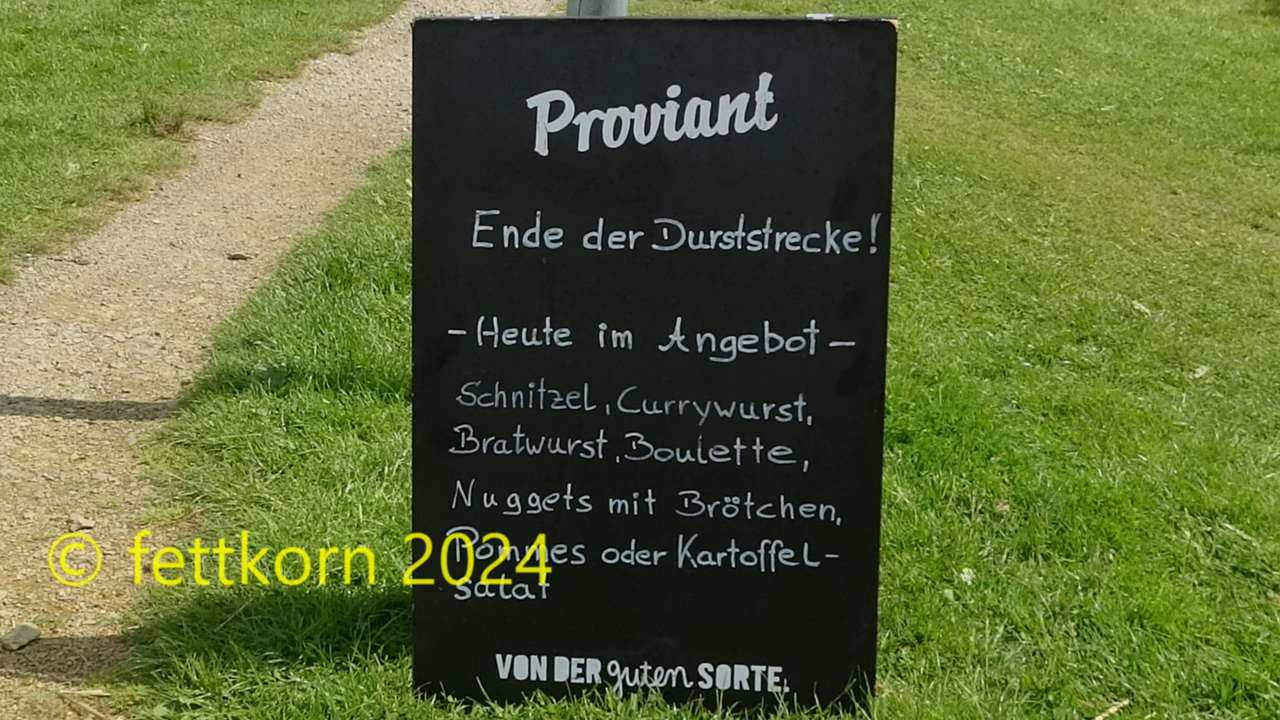 Proviant
Ende der Durststrecke!
- Heute im Angebot -
Schnitzel, Currywurst,
Bratwurst, Boulette,
Nuggets mit Brötchen,
Pommes oder Kartoffel-
salat
© fettkorn 2024
VON DER guten SORTE.